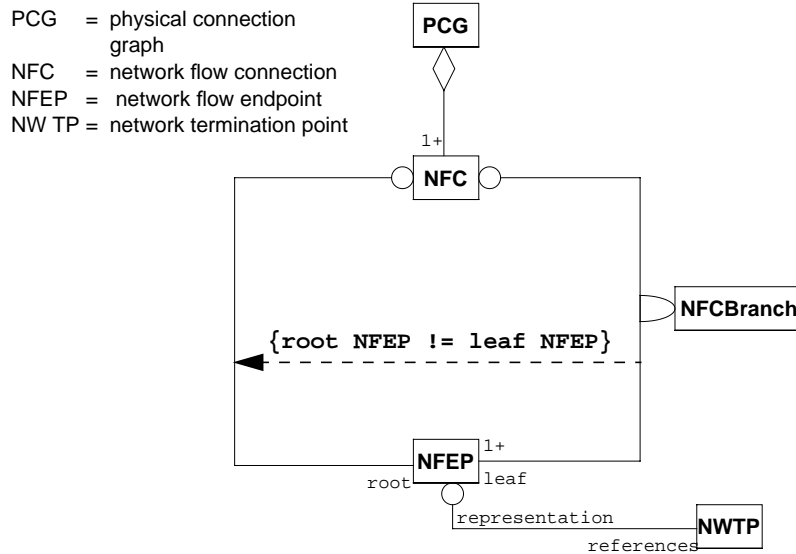 PCG = physical connection
graph
NFC = network flow connection
NFEP = network flow endpoint
NW TP = network termination point
PCG
1+
NFC
NFCBranch
{root NFEP != leaf NFEP}
NFEP
1+
root
leaf
representation
NWTP
references